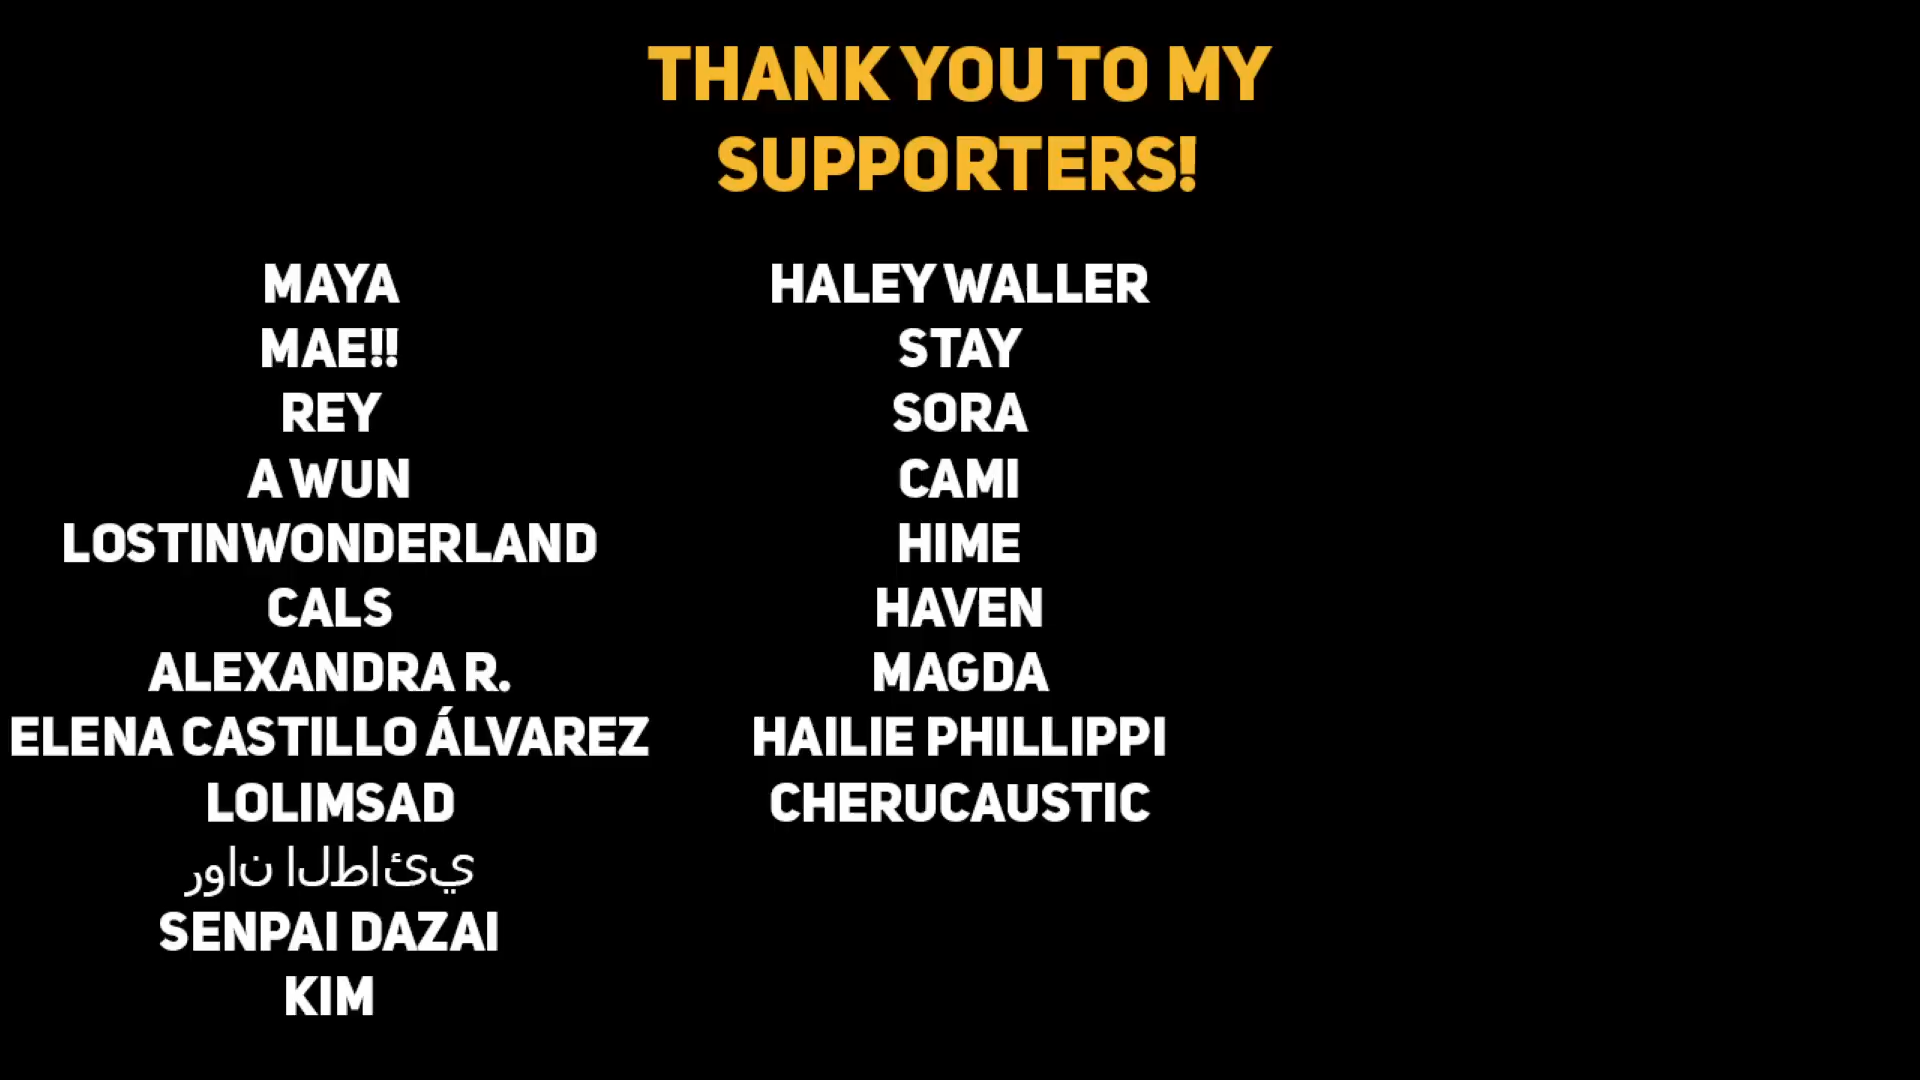 THANK YOU TO MY
SUPPORTERS!
MAYA
MAE!!
REY
A WUN
LOSTINWONDERLAND
CALS
ALEXANDRA R.
ELENA CASTILLO ÁLVAREZ
LOLIMSAD
روان الطائي
SENPAI DAZAI
KIM
HALEY WALLER
STAY
SORA
CAMI
HIME
HAVEN
MAGDA
HAILIE PHILLIPPI
CHERUCAUSTIC